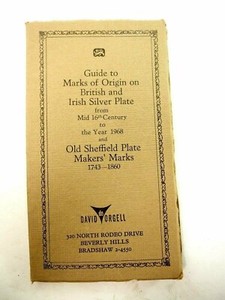 Guide to
Marks of Origin on
British and
Irish Silver Plate
from
Mid 16th Century
to
the Year 1968
and
Old Sheffield Plate
Makers' Marks
1743-1860
DAVID ORGELL
320 NORTH RODEO DRIVE
BEVERLY HILLS
BRADSHAW 2-4550